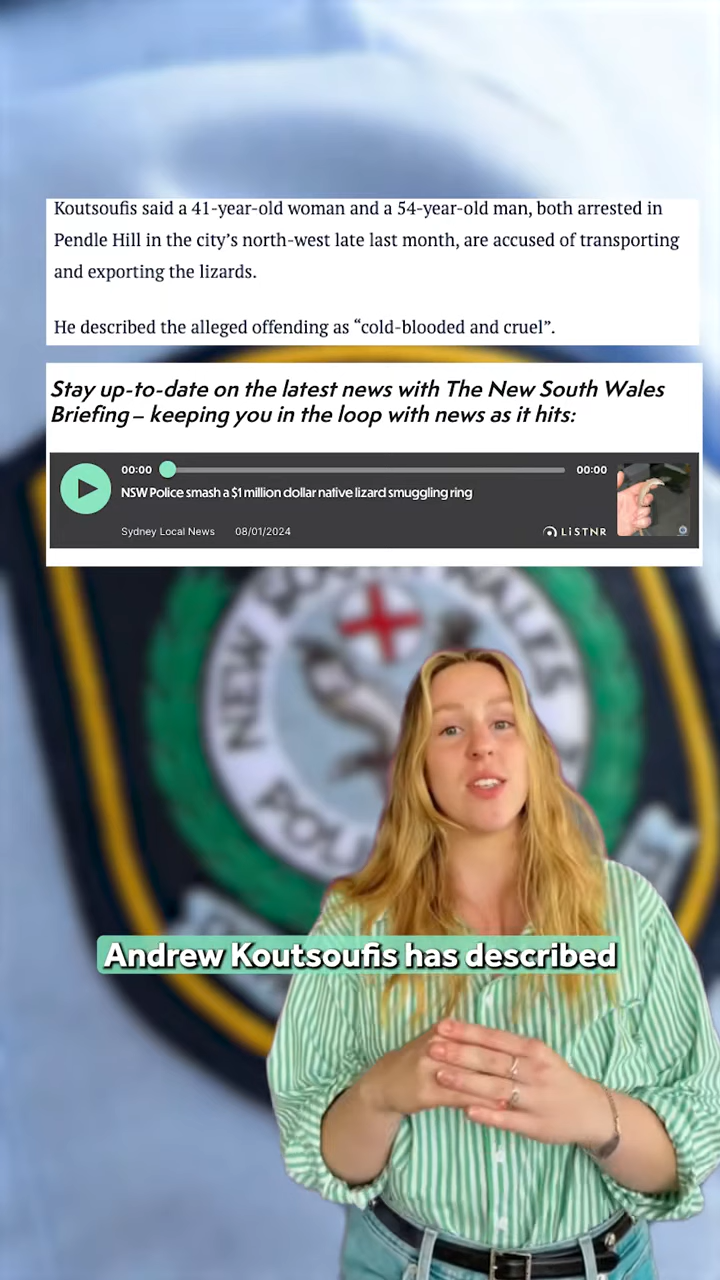 Koutsoufis said a 41-year-old woman and a 54-year-old man, both arrested in
Pendle Hill in the city’s north-west late last month, are accused of transporting
and exporting the lizards.
He described the alleged offending as “cold-blooded and cruel”.
Stay up-to-date on the latest news with The New South Wales
Briefing – keeping you in the loop with news as it hits:
00:00
00:00
NSW Police smash a $1 million dollar native lizard smuggling ring
Sydney Local News 08/01/2024
LiSTNR
NEW SOUTH WALES
Andrew Koutsoufis has described